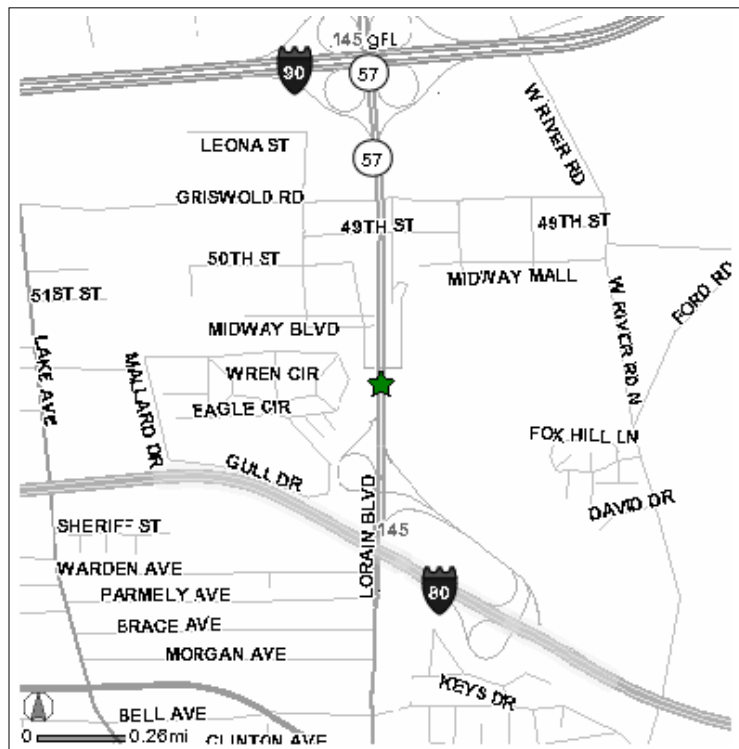 145 gFL
90
57
W RIVER RD
57
LEONA ST
GRISWOLD RD
49TH ST
49TH ST
50TH ST
MIDWAY MALL
51ST ST
FORD RD
W RIVER RD N
MIDWAY BLVD
LAKE AVE
MALLARD DR
WREN CIR
EAGLE CIR
FOX HILL LN
GULL DR
DAVID DR
LORAIN BLVD
SHERIFF ST
145
WARDEN AVE
80
PARMELY AVE
BRACE AVE
MORGAN AVE
KEYS DR
BELL AVE
0 0.26mi
CLINTON AVE